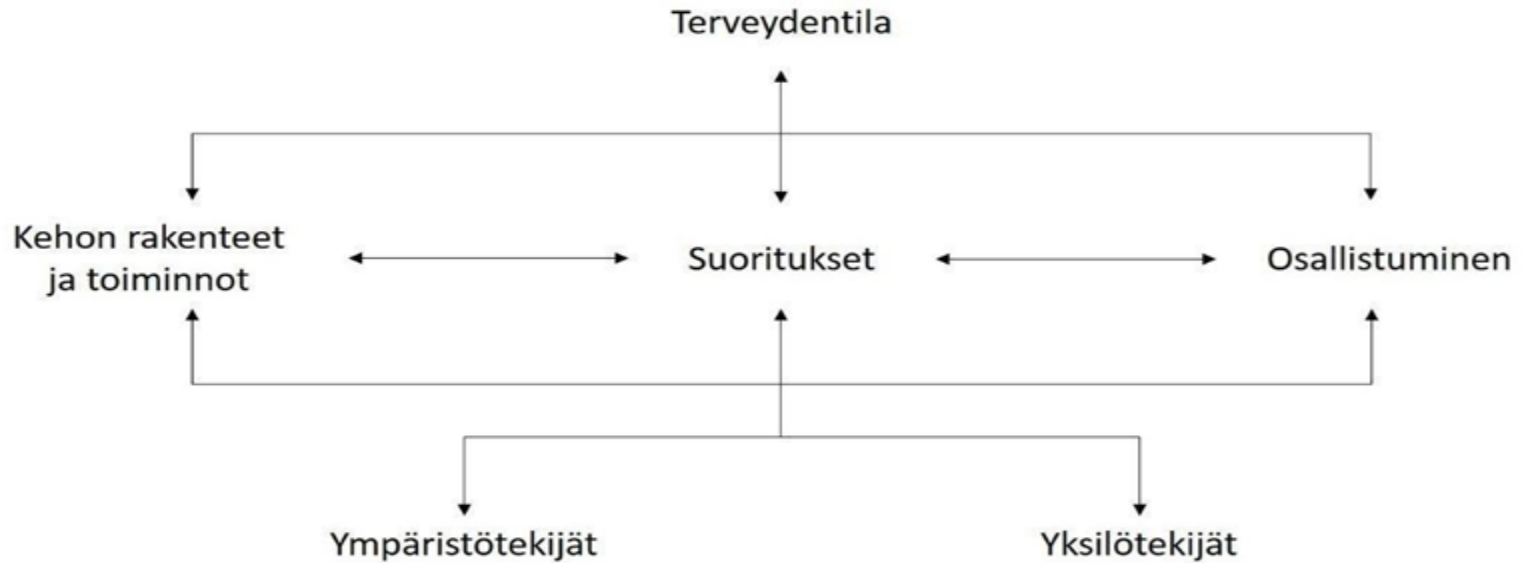 Terveydentila
Kehon rakenteet
ja toiminnot
Suoritukset
Osallistuminen
Ympäristötekijät
Yksilötekijät